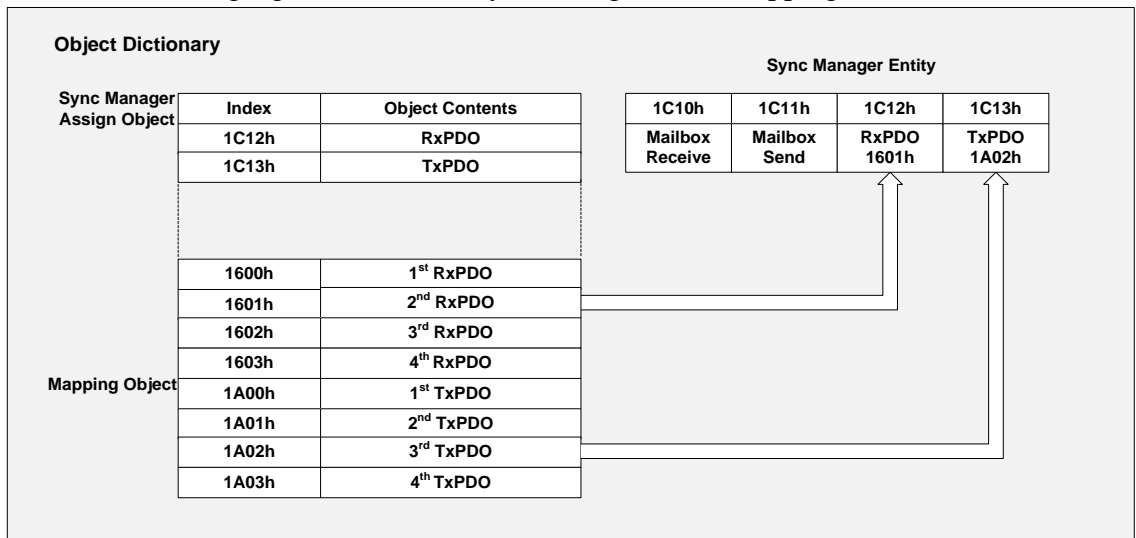 Object Dictionary
Sync Manager Entity
Sync Manager
Assign Object
Index Object Contents
1C12h RxPDO
1C13h TxPDO
1C10h 1C11h 1C12h 1C13h
Mailbox Mailbox RxPDO TxPDO
Receive Send 1601h 1A02h
1600h 1st RxPDO
1601h 2nd RxPDO
1602h 3rd RxPDO
1603h 4th RxPDO
Mapping Object
1A00h 1st TxPDO
1A01h 2nd TxPDO
1A02h 3rd TxPDO
1A03h 4th TxPDO